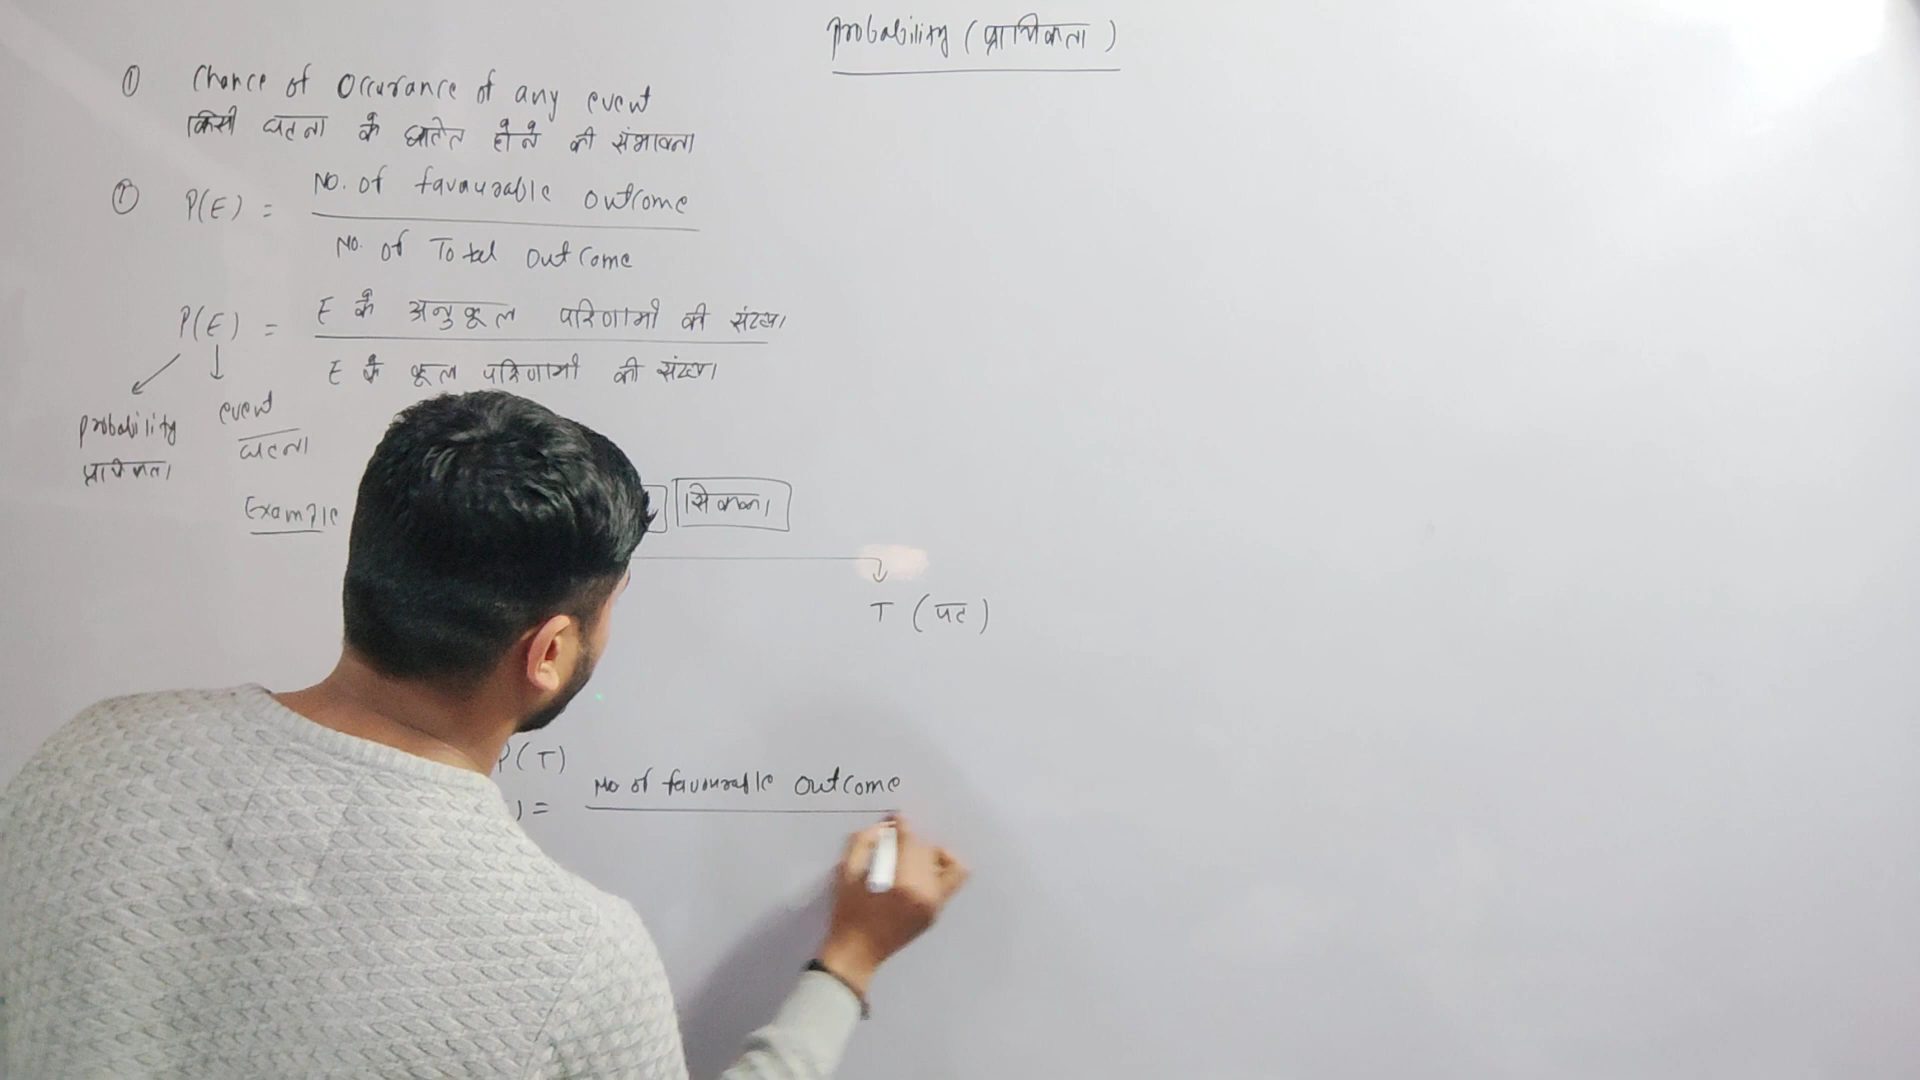 Probability (प्रायिकता)
① Chance of Occurance of any event
किसी घटना के घटित होने की संभावना
② P(E) = No. of favourable outcome
No. of Total outcome
P(E) = E के अनुकूल परिणामों की संख्या
E के कुल परिणामों की संख्या
probability event
प्रायिकता घटना
Example सिक्का
T (पट)
P(T)
) = No of favourable outcome